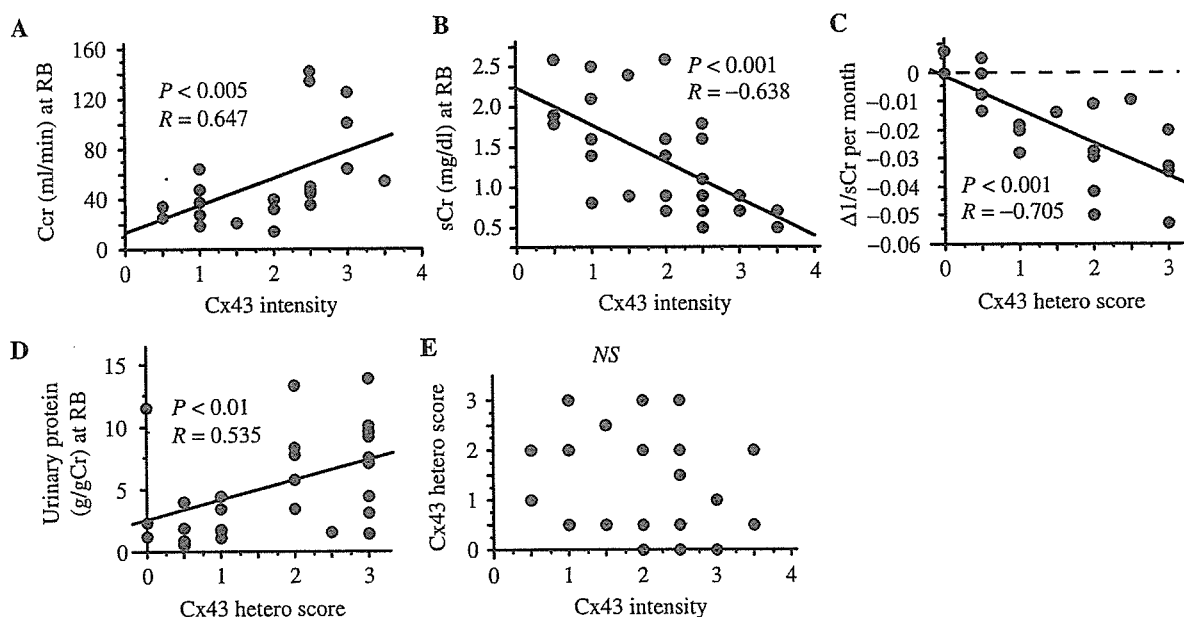 A
Ccr (ml/min) at RB
160
120
80
40
0
P < 0.005
R = 0.647
0 1 2 3 4
Cx43 intensity
B
sCr (mg/dl) at RB
2.5
2.0
1.5
1.0
0.5
P < 0.001
R = −0.638
0 1 2 3 4
Cx43 intensity
C
Δ1/sCr per month
0
−0.01
−0.02
−0.03
−0.04
−0.05
−0.06
P < 0.001
R = −0.705
0 1 2 3
Cx43 hetero score
D
Urinary protein
(g/gCr) at RB
15
10
5
0
P < 0.01
R = 0.535
0 1 2 3
Cx43 hetero score
E
NS
Cx43 hetero score
3
2
1
0
1 2 3 4
Cx43 intensity